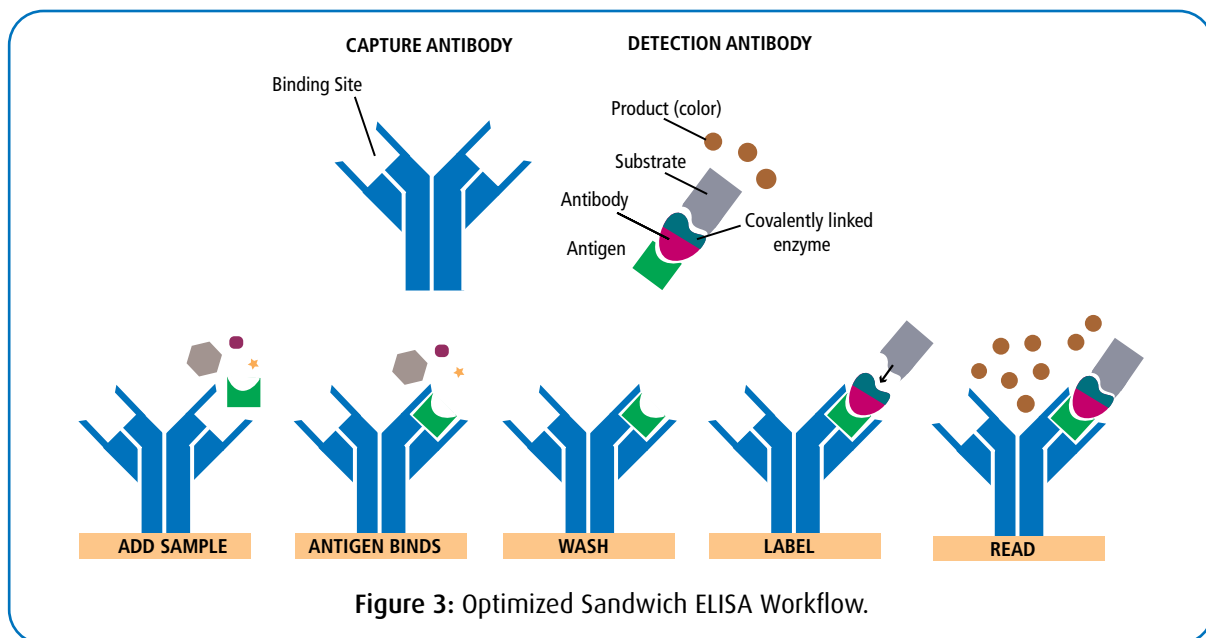 CAPTURE ANTIBODY
DETECTION ANTIBODY
Binding Site
Product (color)
Substrate
Antibody
Covalently linked
enzyme
Antigen
ADD SAMPLE
ANTIGEN BINDS
WASH
LABEL
READ
Figure 3: Optimized Sandwich ELISA Workflow.